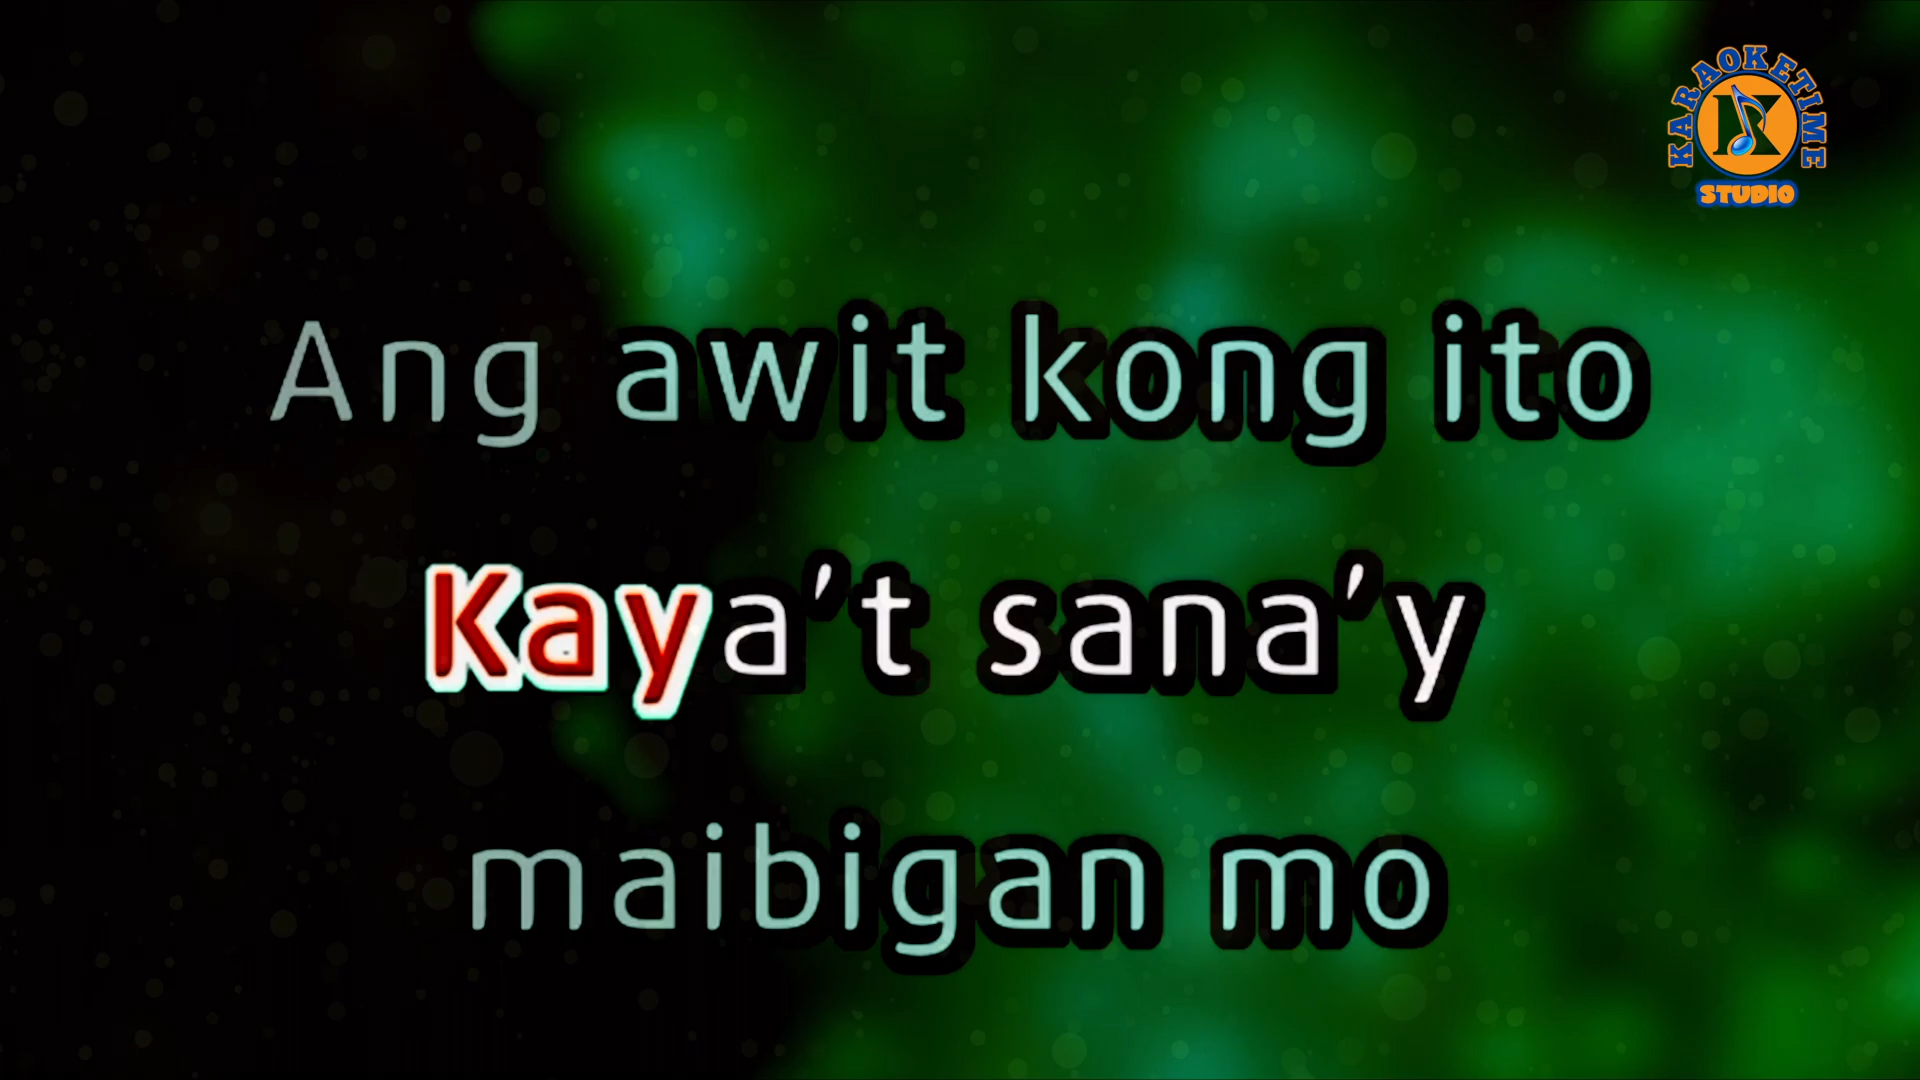 KARAOKETIME
K
STUDIO
Ang awit kong ito
Kaya't sana'y
maibigan mo